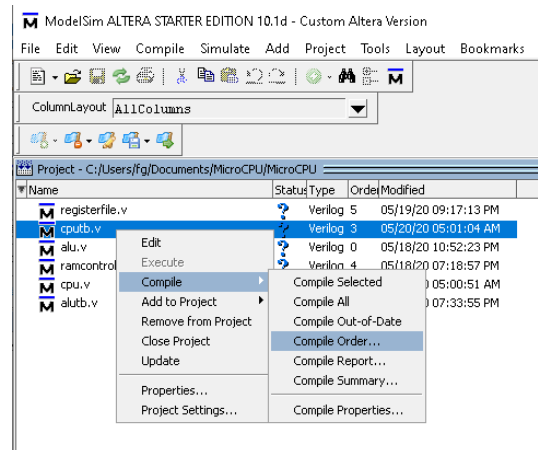 ModelSim ALTERA STARTER EDITION 10.1d - Custom Altera Version
File Edit View Compile Simulate Add Project Tools Layout Bookmarks
ColumnLayout AllColumns
Project - C:/Users/fg/Documents/MicroCPU/MicroCPU
Name Status Type Order Modified
registerfile.v Verilog 5 05/19/20 09:17:13 PM
cputb.v Verilog 3 05/20/20 05:01:04 AM
alu.v Verilog 0 05/18/20 10:52:23 PM
ramcontrol Verilog 4 05/18/20 07:18:57 PM
cpu.v 05:00:51 AM
alutb.v 07:33:55 PM
Edit
Execute
Compile
Add to Project
Remove from Project
Close Project
Update
Properties...
Project Settings...
Compile Selected
Compile All
Compile Out-of-Date
Compile Order...
Compile Report...
Compile Summary...
Compile Properties...